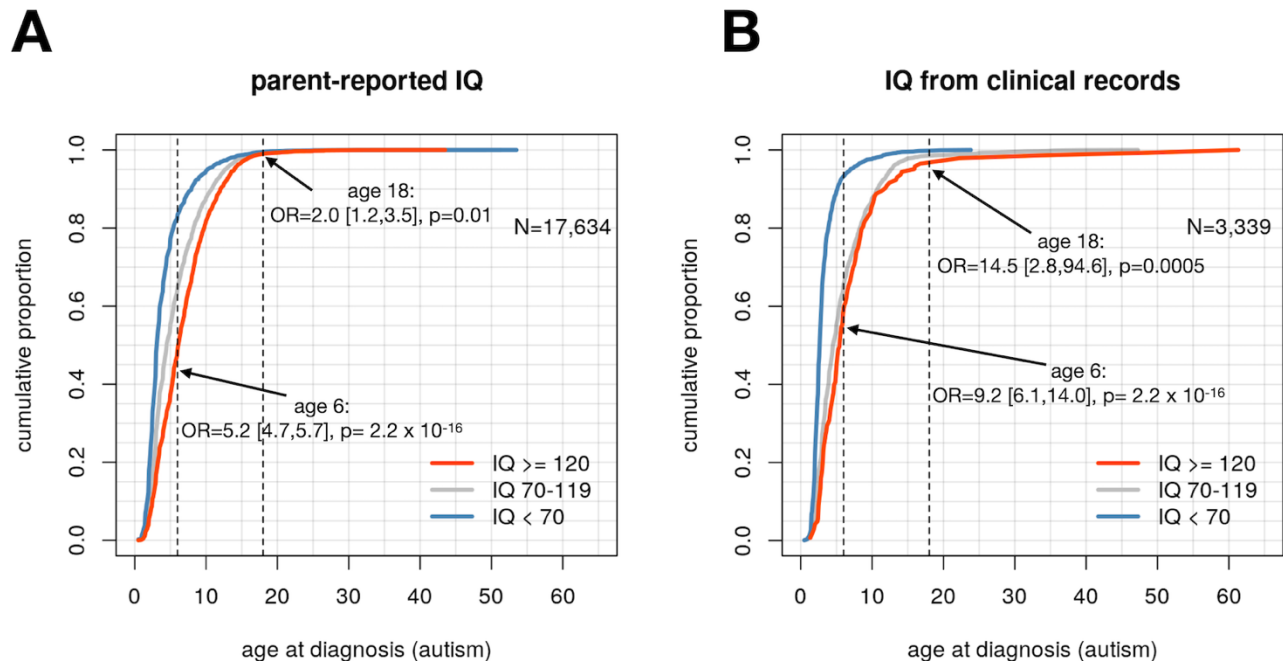 A
parent-reported IQ
cumulative proportion
0.0
0.2
0.4
0.6
0.8
1.0
age 18:
OR=2.0 [1.2,3.5], p=0.01
N=17,634
age 6:
OR=5.2 [4.7,5.7], p= 2.2 x 10⁻¹⁶
IQ >= 120
IQ 70-119
IQ < 70
0 10 20 30 40 50 60
age at diagnosis (autism)
B
IQ from clinical records
cumulative proportion
0.0
0.2
0.4
0.6
0.8
1.0
N=3,339
age 18:
OR=14.5 [2.8,94.6], p=0.0005
age 6:
OR=9.2 [6.1,14.0], p= 2.2 x 10⁻¹⁶
IQ >= 120
IQ 70-119
IQ < 70
0 10 20 30 40 50 60
age at diagnosis (autism)